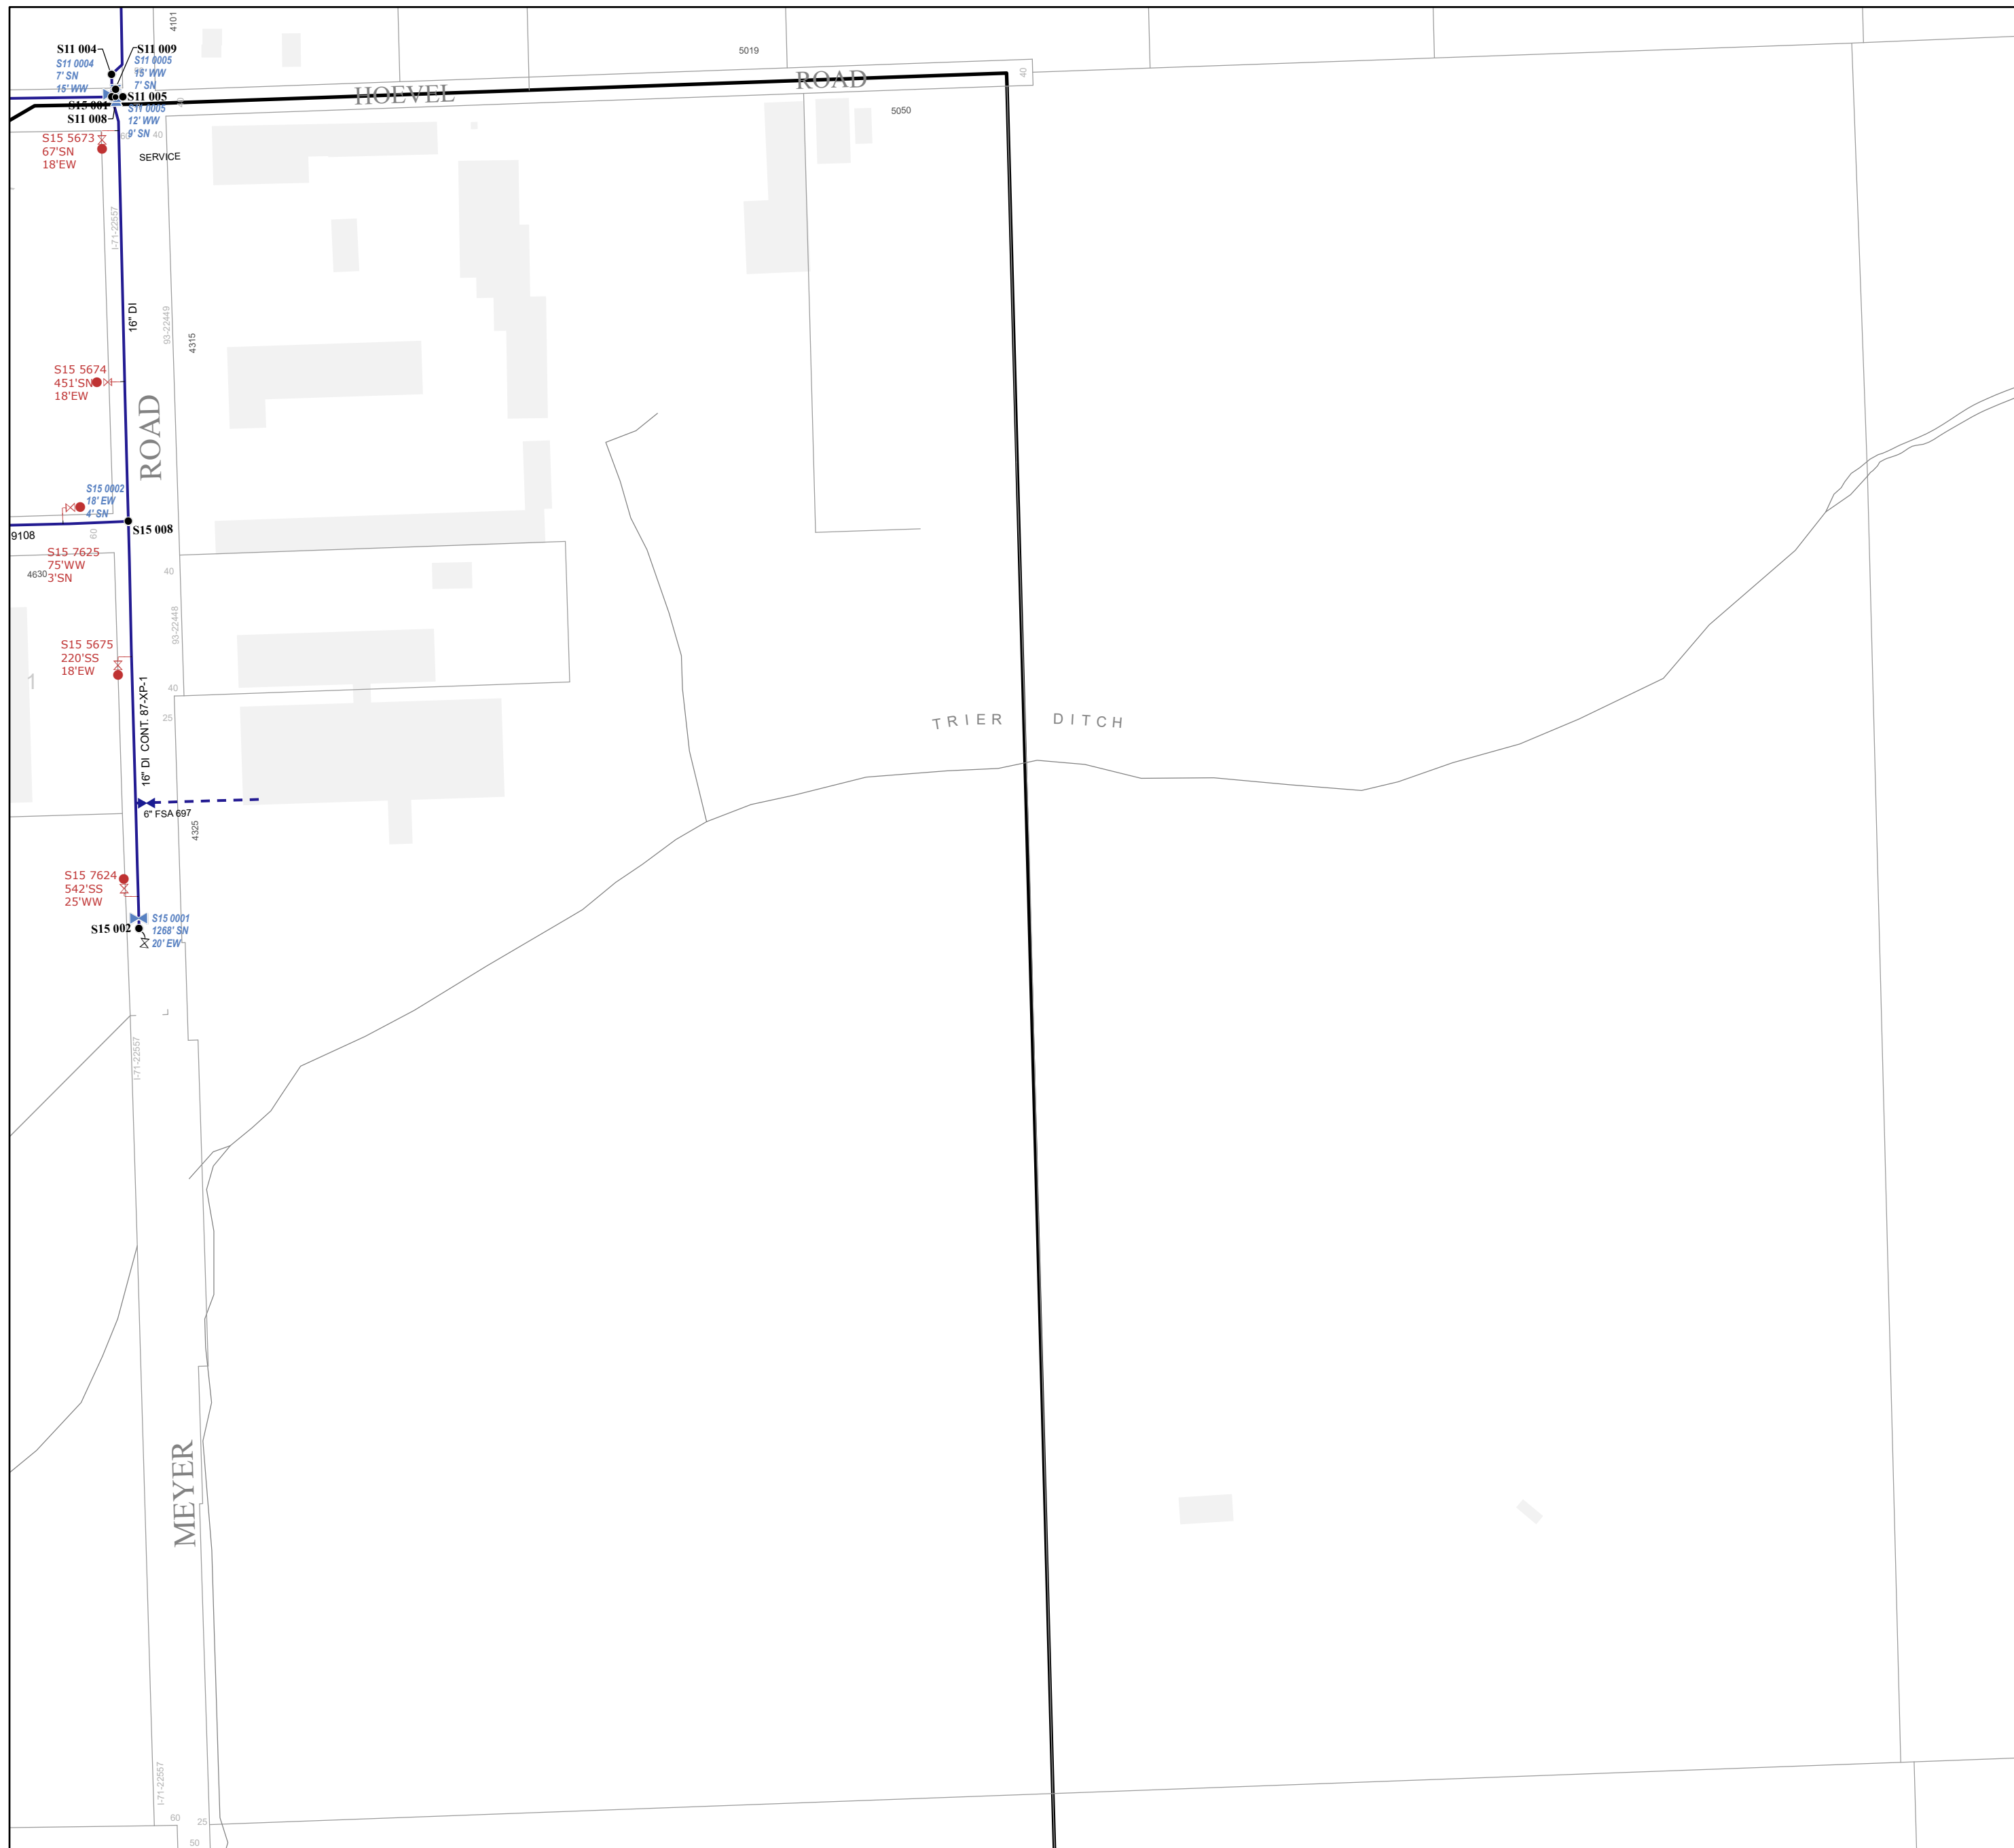 4101
S11 004
S11 009
S11 0004
7' SN
15' WW
S11 0005
15' WW
7' SN
5019
HOEVEL
ROAD
40
5050
S15 001
S11 005
S11 008
S11 0005
12' WW
9' SN
S15 5673
67'SN
18'EW
60
40
SERVICE
I-71-22557
16" DI
93-22449
4315
S15 5674
451'SN
18'EW
ROAD
S15 0002
18' EW
4' SN
S15 008
9108
60
S15 7625
75'WW
3'SN
4630
40
93-22448
S15 5675
220'SS
18'EW
1
40
25
16" DI CONT. 87-XP-1
TRIER DITCH
6" FSA 697
4325
S15 7624
542'SS
25'WW
S15 0001
1268' SN
20' EW
S15 002
I-71-22557
MEYER
I-71-22557
60
25
50